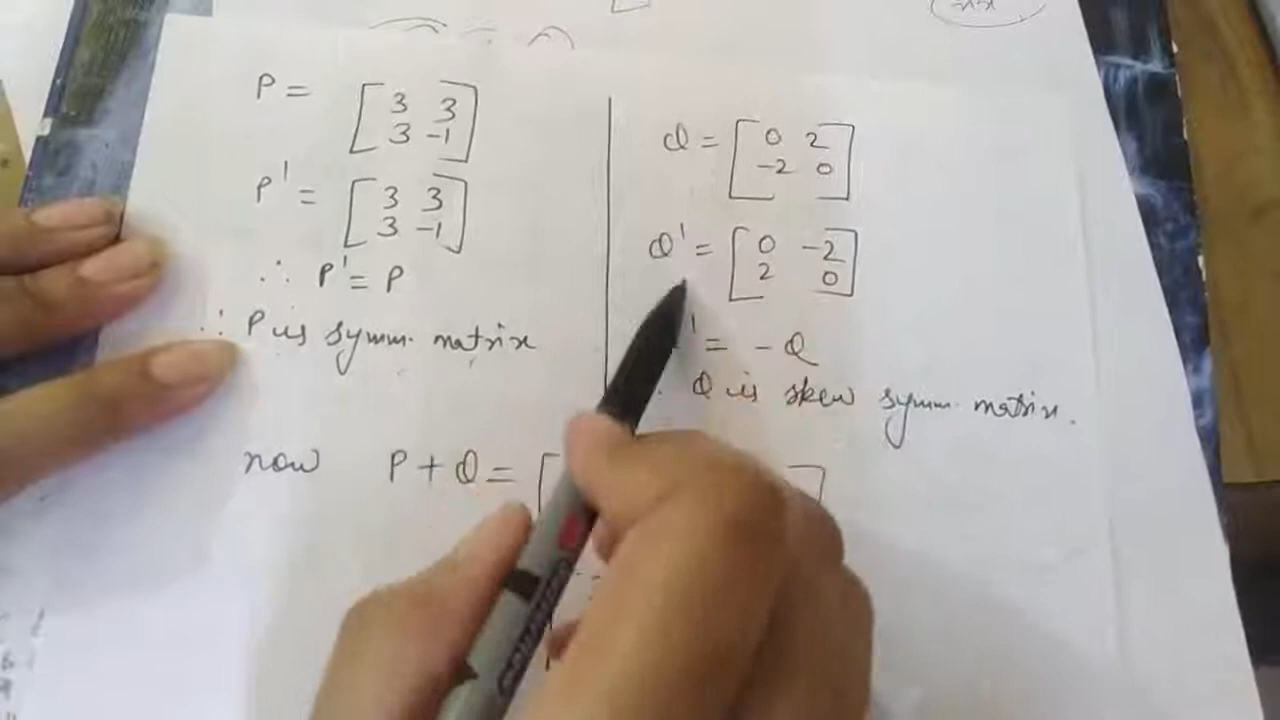 P = [ 3 3
3 -1 ]
P' = [ 3 3
3 -1 ]
∴ P' = P
∴ P is symm. matrix
Q = [ 0 2
-2 0 ]
Q' = [ 0 -2
2 0 ]
' = - Q
Q is skew symm. matrix.
now P + Q = [